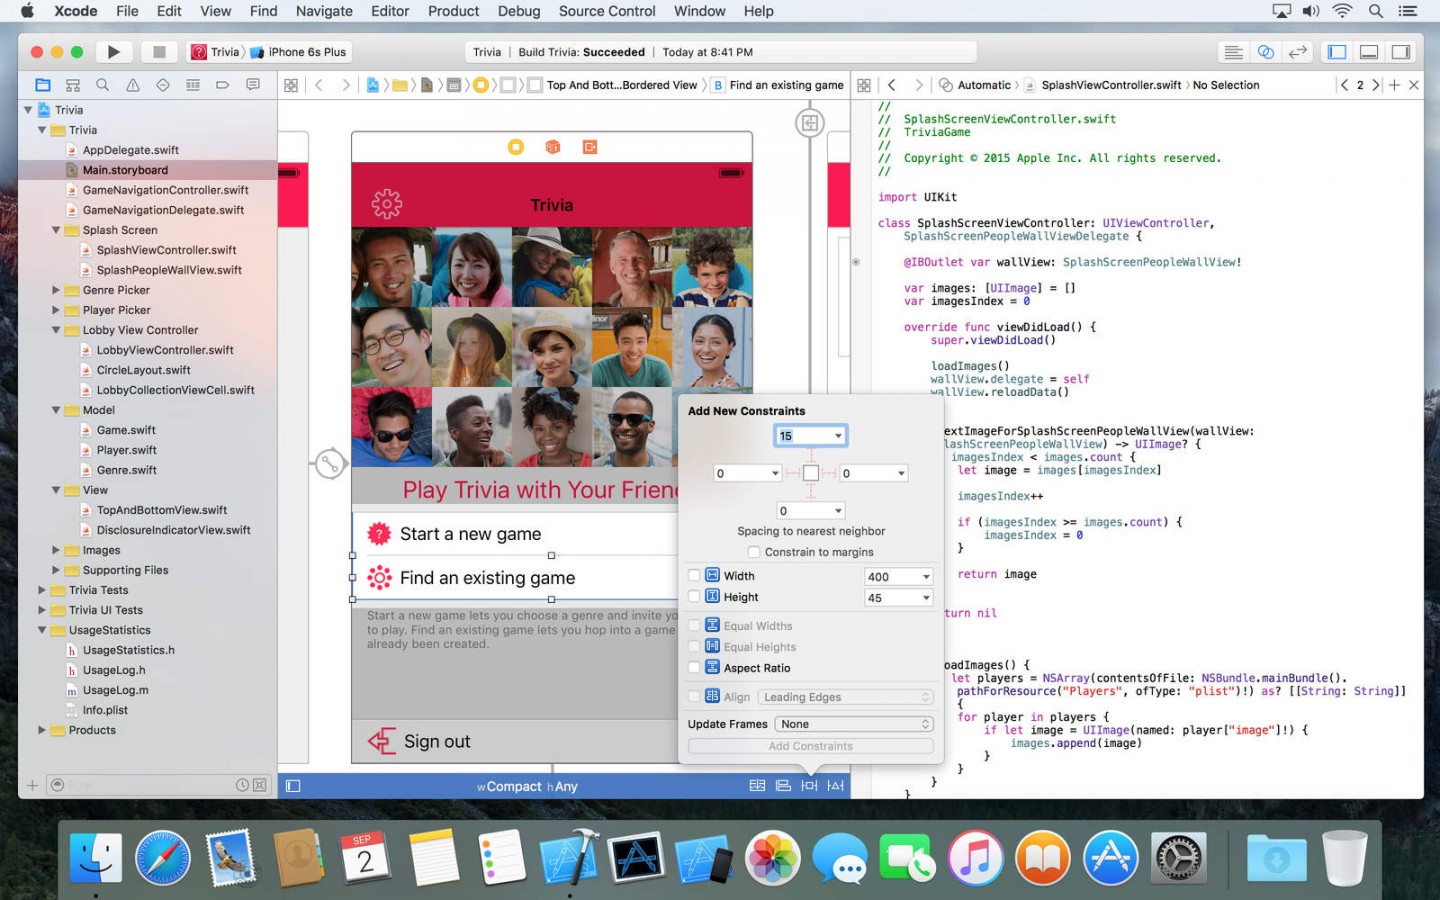 Xcode File Edit View Find Navigate Editor Product Debug Source Control Window Help
Trivia iPhone 6s Plus
Trivia | Build Trivia: Succeeded | Today at 8:41 PM
Top And Bott...Bordered View B Find an existing game
Automatic SplashViewController.swift No Selection
2
Trivia
Trivia
AppDelegate.swift
Main.storyboard
GameNavigationController.swift
GameNavigationDelegate.swift
Splash Screen
SplashViewController.swift
SplashPeopleWallView.swift
Genre Picker
Player Picker
Lobby View Controller
LobbyViewController.swift
CircleLayout.swift
LobbyCollectionViewCell.swift
Model
Game.swift
Player.swift
Genre.swift
View
TopAndBottomView.swift
DisclosureIndicatorView.swift
Images
Supporting Files
Trivia Tests
Trivia UI Tests
UsageStatistics
h UsageStatistics.h
h UsageLog.h
m UsageLog.m
Info.plist
Products
Filter
Trivia
Play Trivia with Your Frien
? Start a new game
Find an existing game
Start a new game lets you choose a genre and invite yo
to play. Find an existing game lets you hop into a game
already been created.
Sign out
wCompact hAny
Add New Constraints
15
0
0
0
Spacing to nearest neighbor
Constrain to margins
Width 400
Height 45
Equal Widths
Equal Heights
Aspect Ratio
Align Leading Edges
Update Frames None
Add Constraints
//
// SplashScreenViewController.swift
// TriviaGame
//
// Copyright © 2015 Apple Inc. All rights reserved.
//
import UIKit
class SplashScreenViewController: UIViewController,
SplashScreenPeopleWallViewDelegate {
@IBOutlet var wallView: SplashScreenPeopleWallView!
var images: [UIImage] = []
var imagesIndex = 0
override func viewDidLoad() {
super.viewDidLoad()
loadImages()
wallView.delegate = self
wallView.reloadData()
extImageForSplashScreenPeopleWallView(wallView:
lashScreenPeopleWallView) -> UIImage? {
imagesIndex < images.count {
let image = images[imagesIndex]
imagesIndex++
if (imagesIndex >= images.count) {
imagesIndex = 0
}
return image
turn nil
oadImages() {
let players = NSArray(contentsOfFile: NSBundle.mainBundle().
pathForResource("Players", ofType: "plist")!) as? [[String: String]]
{
for player in players {
if let image = UIImage(named: player["image"]!) {
images.append(image)
}
}
}
}
SEP
2